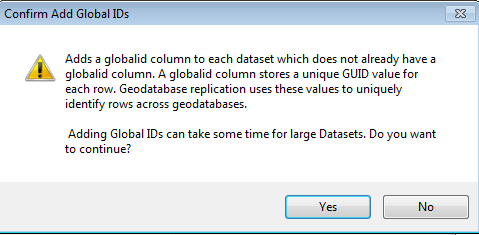 Confirm Add Global IDs
Adds a globalid column to each dataset which does not already have a
globalid column. A globalid column stores a unique GUID value for
each row. Geodatabase replication uses these values to uniquely
identify rows across geodatabases.
Adding Global IDs can take some time for large Datasets. Do you want
to continue?
Yes
No